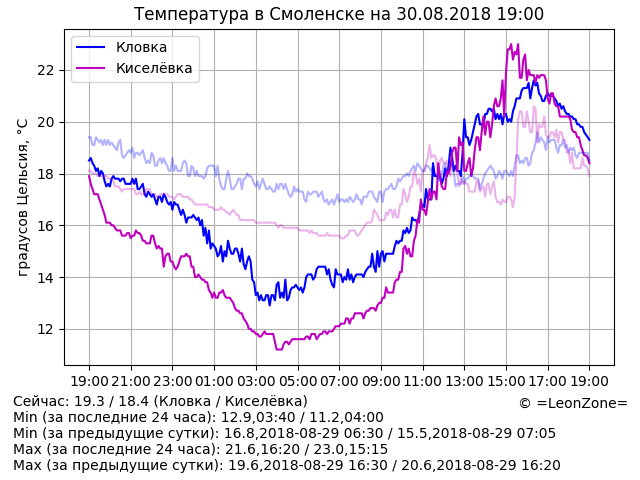 Температура в Смоленске на 30.08.2018 19:00
Кловка
Киселёвка
градусов Цельсия, °C
22
20
18
16
14
12
19:00 21:00 23:00 01:00 03:00 05:00 07:00 09:00 11:00 13:00 15:00 17:00 19:00
Сейчас: 19.3 / 18.4 (Кловка / Киселёвка)
© =LeonZone=
Min (за последние 24 часа): 12.9,03:40 / 11.2,04:00
Min (за предыдущие сутки): 16.8,2018-08-29 06:30 / 15.5,2018-08-29 07:05
Max (за последние 24 часа): 21.6,16:20 / 23.0,15:15
Max (за предыдущие сутки): 19.6,2018-08-29 16:30 / 20.6,2018-08-29 16:20